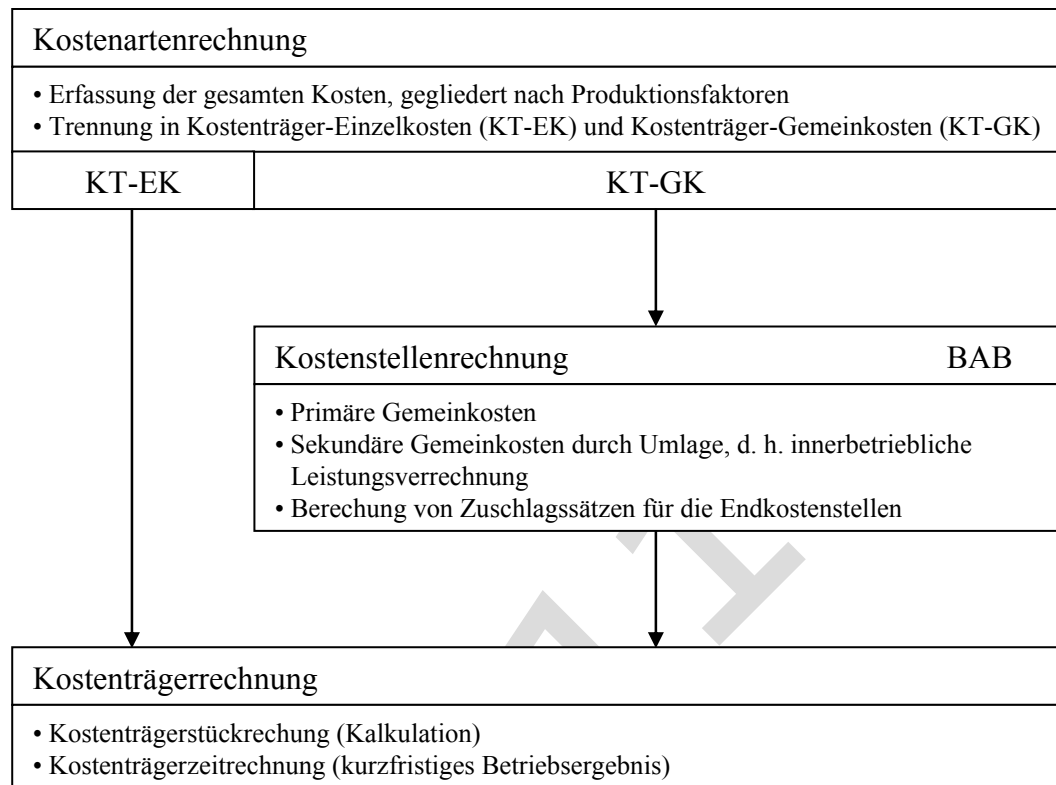 Kostenartenrechnung
• Erfassung der gesamten Kosten, gegliedert nach Produktionsfaktoren
• Trennung in Kostenträger-Einzelkosten (KT-EK) und Kostenträger-Gemeinkosten (KT-GK)
KT-EK KT-GK
Kostenstellenrechnung BAB
• Primäre Gemeinkosten
• Sekundäre Gemeinkosten durch Umlage, d. h. innerbetriebliche
Leistungsverrechnung
• Berechung von Zuschlagssätzen für die Endkostenstellen
Kostenträgerrechnung
• Kostenträgerstückrechung (Kalkulation)
• Kostenträgerzeitrechnung (kurzfristiges Betriebsergebnis)